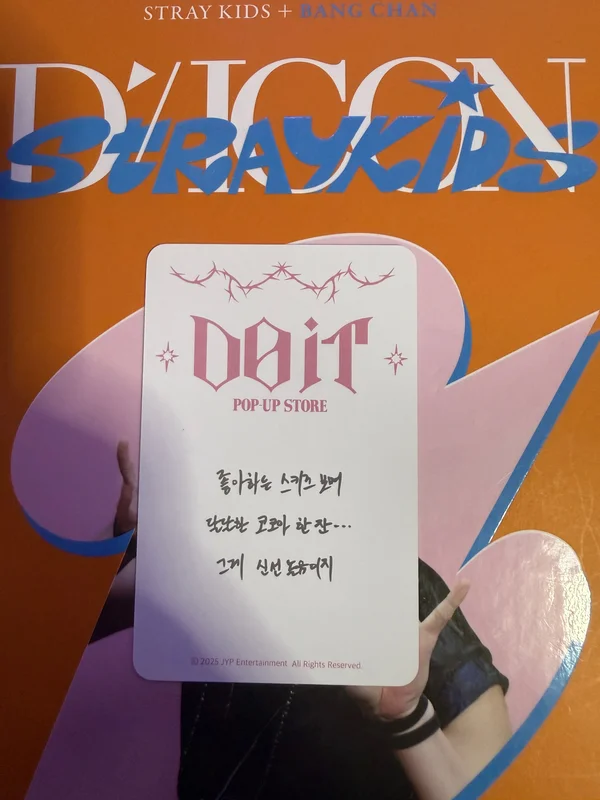 STRAY KIDS + BANG CHAN
D'/ICON
STRAYKIDS
DO iT
POP-UP STORE
좋아하는 스키즈 보며
달달한 코코아 한 잔...
그게 신선놀음이지
© 2025 JYP Entertainment All Rights Reserved.